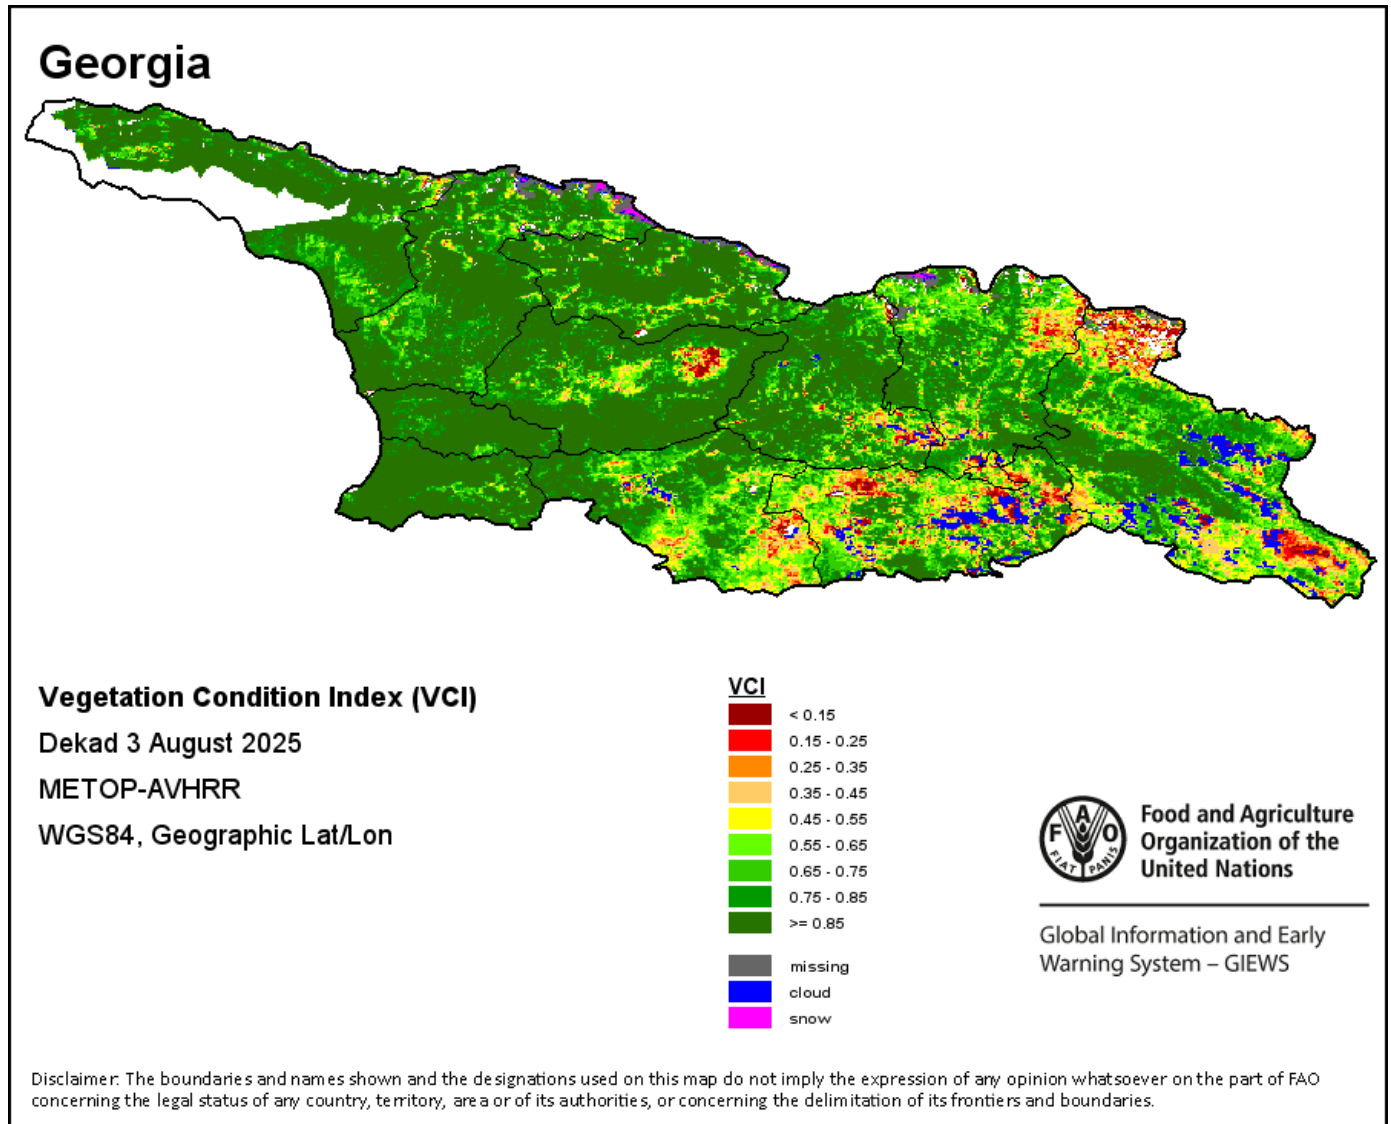 Georgia
Vegetation Condition Index (VCI)
Dekad 3 August 2025
METOP-AVHRR
WGS84, Geographic Lat/Lon
VCI
< 0.15
0.15 - 0.25
0.25 - 0.35
0.35 - 0.45
0.45 - 0.55
0.55 - 0.65
0.65 - 0.75
0.75 - 0.85
>= 0.85
missing
cloud
snow
F A O
FIAT PANIS
Food and Agriculture
Organization of the
United Nations
Global Information and Early
Warning System – GIEWS
Disclaimer: The boundaries and names shown and the designations used on this map do not imply the expression of any opinion whatsoever on the part of FAO
concerning the legal status of any country, territory, area or of its authorities, or concerning the delimitation of its frontiers and boundaries.